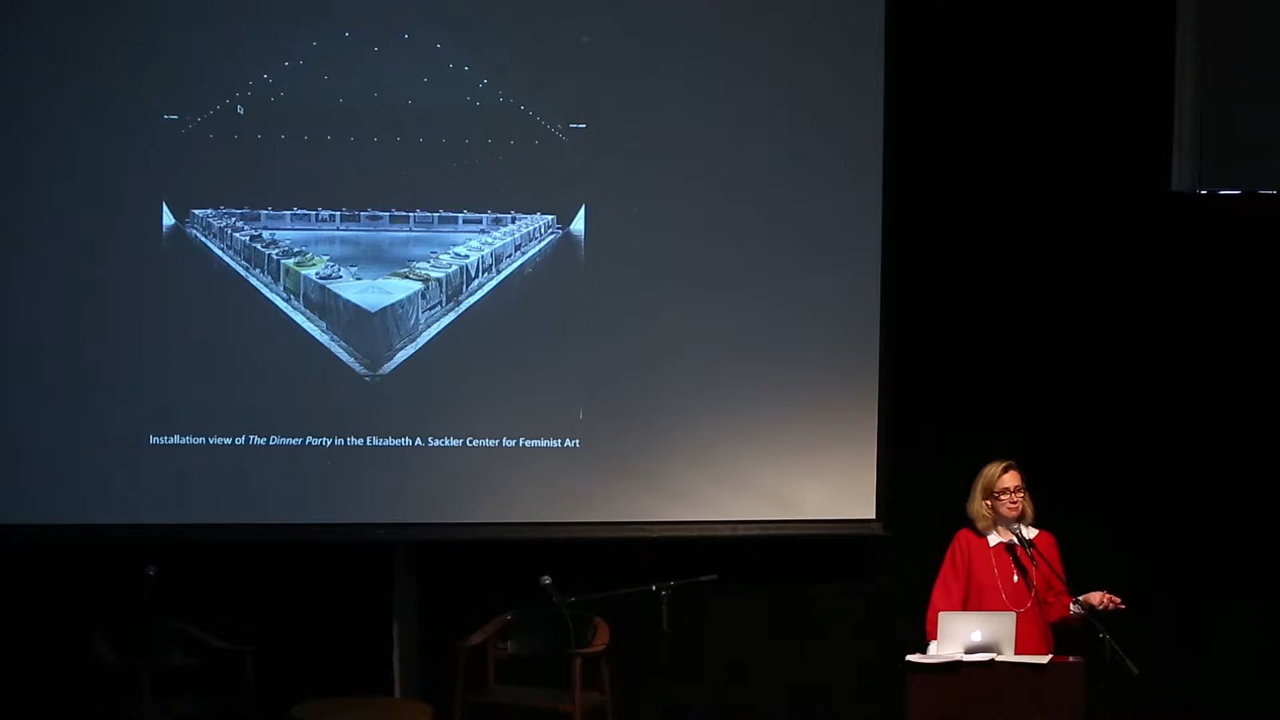 Installation view of The Dinner Party in the Elizabeth A. Sackler Center for Feminist Art